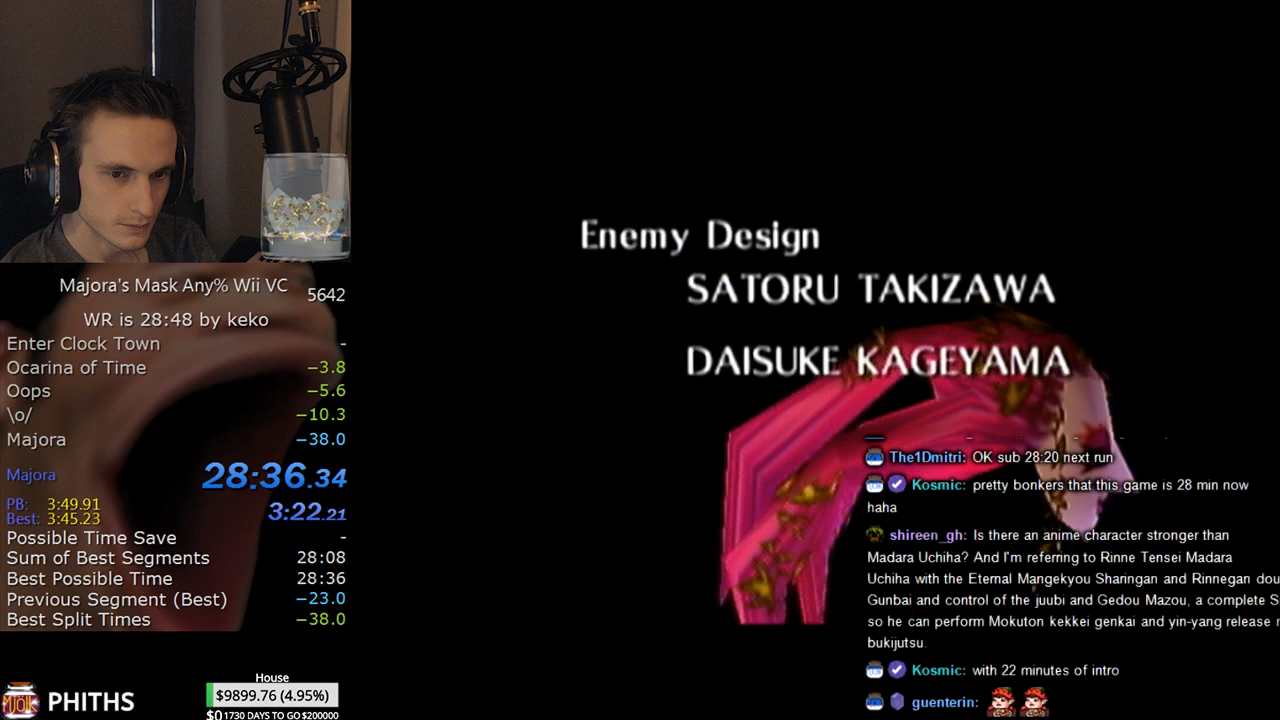 Enemy Design
SATORU TAKIZAWA
DAISUKE KAGEYAMA
Majora's Mask Any% Wii VC
5642
WR is 28:48 by keko
Enter Clock Town -
Ocarina of Time −3.8
Oops −5.6
\o/ −10.3
Majora −38.0
Majora 28:36.34
PB: 3:49.91
Best: 3:45.23
3:22.21
Possible Time Save -
Sum of Best Segments 28:08
Best Possible Time 28:36
Previous Segment (Best) −23.0
Best Split Times −38.0
PHITHS
House
$9899.76 (4.95%)
$0 1730 DAYS TO GO $200000
The1Dmitri: OK sub 28:20 next run
Kosmic: pretty bonkers that this game is 28 min now
haha
shireen_gh: Is there an anime character stronger than
Madara Uchiha? And I'm referring to Rinne Tensei Madara
Uchiha with the Eternal Mangekyou Sharingan and Rinnegan dou
Gunbai and control of the juubi and Gedou Mazou, a complete S
so he can perform Mokuton kekkei genkai and yin-yang release
bukijutsu.
Kosmic: with 22 minutes of intro
guenterin: